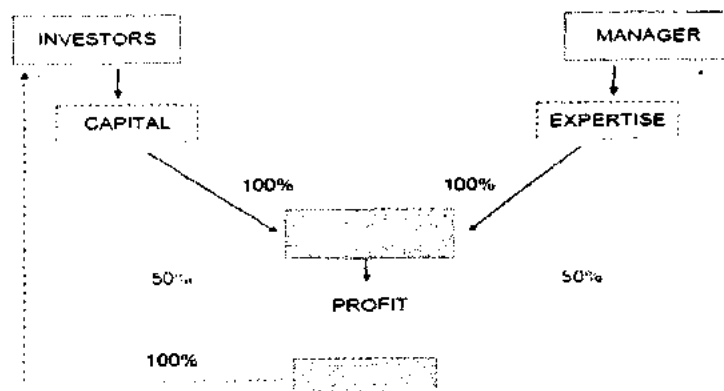 INVESTORS
MANAGER
CAPITAL
EXPERTISE
100%
100%
50%
50%
PROFIT
100%